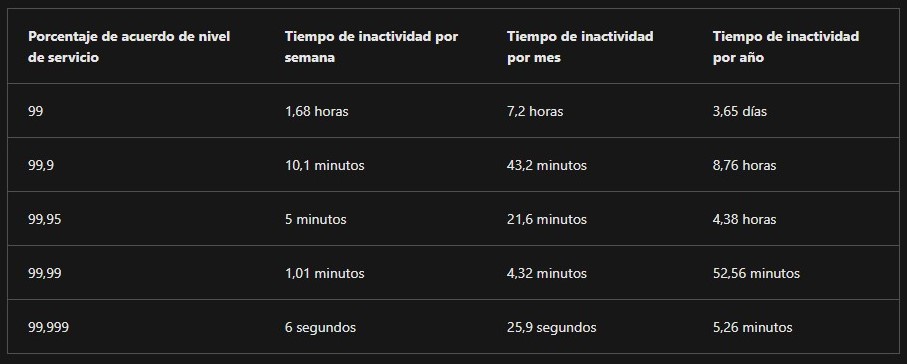 Porcentaje de acuerdo de nivel de servicio	Tiempo de inactividad por semana	Tiempo de inactividad por mes	Tiempo de inactividad por año
99	1,68 horas	7,2 horas	3,65 días
99,9	10,1 minutos	43,2 minutos	8,76 horas
99,95	5 minutos	21,6 minutos	4,38 horas
99,99	1,01 minutos	4,32 minutos	52,56 minutos
99,999	6 segundos	25,9 segundos	5,26 minutos